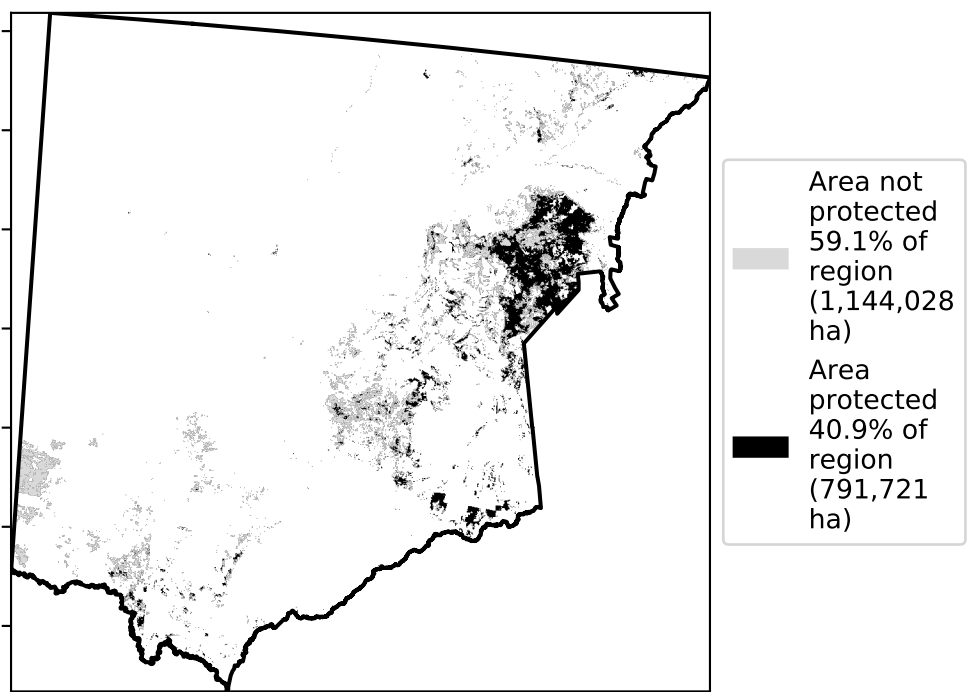 Area not
protected
59.1% of
region
(1,144,028
ha)
Area
protected
40.9% of
region
(791,721
ha)